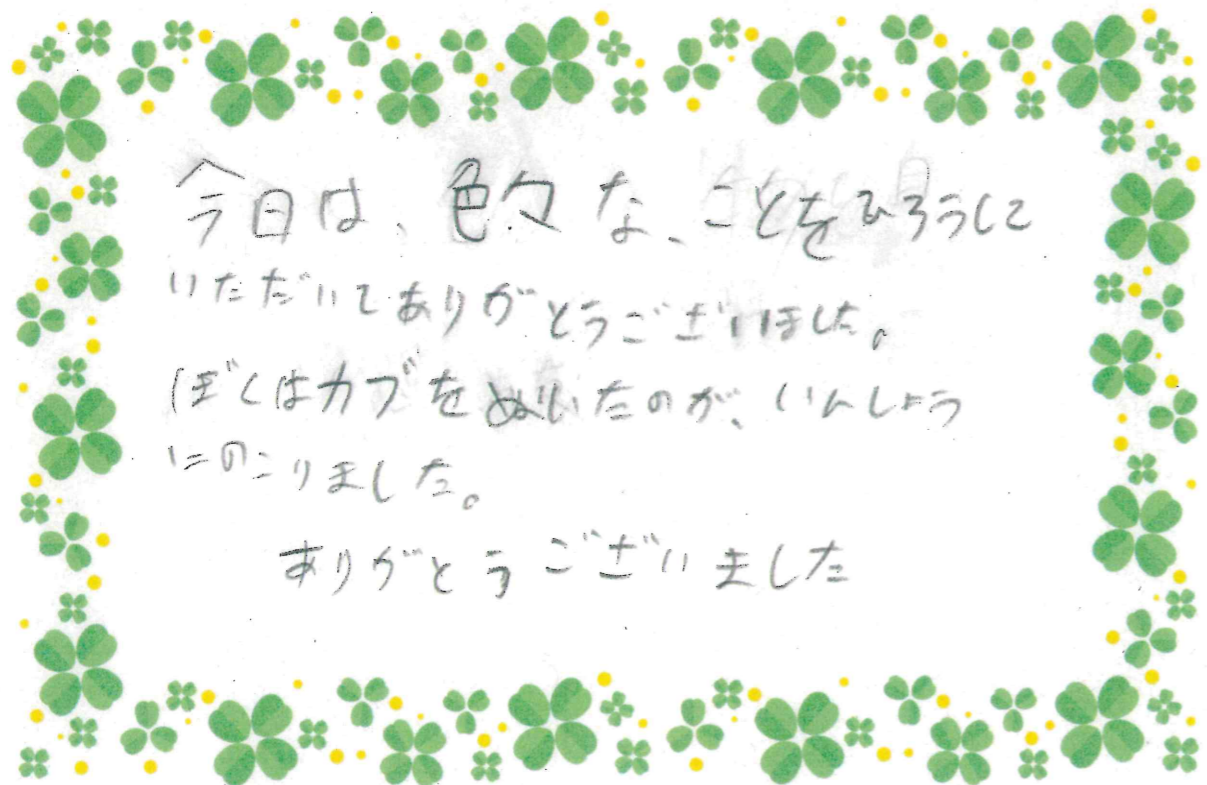 今日は、色々な、ことをひろうして
いただいてありがとうございました。
ぼくはカブをぬいたのが、いんしょう
にのこりました。
ありがとうございました